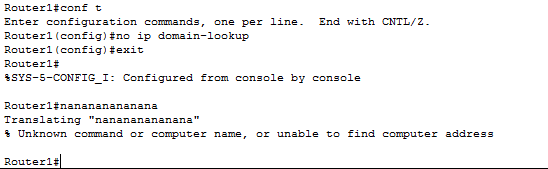 Router1#conf t
Enter configuration commands, one per line.  End with CNTL/Z.
Router1(config)#no ip domain-lookup
Router1(config)#exit
Router1#
%SYS-5-CONFIG_I: Configured from console by console
Router1#nanananananana
Translating "nanananananana"
% Unknown command or computer name, or unable to find computer address
Router1#